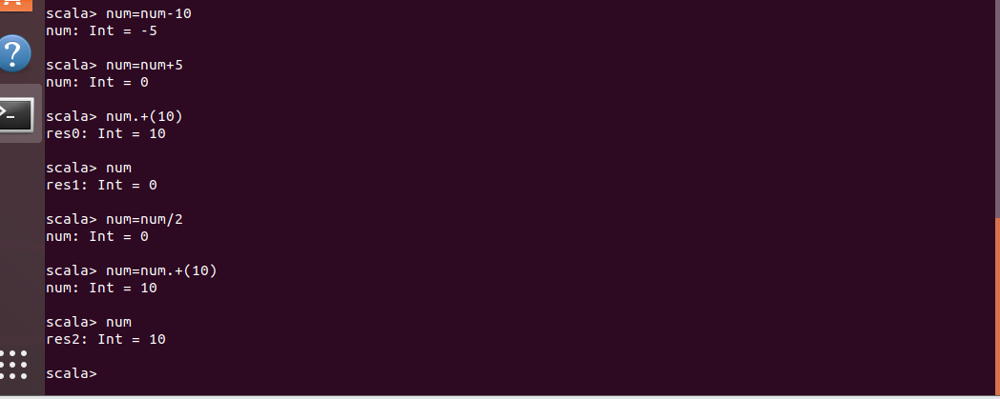 scala> num=num-10
num: Int = -5
scala> num=num+5
num: Int = 0
scala> num.+(10)
res0: Int = 10
scala> num
res1: Int = 0
scala> num=num/2
num: Int = 0
scala> num=num.+(10)
num: Int = 10
scala> num
res2: Int = 10
scala>